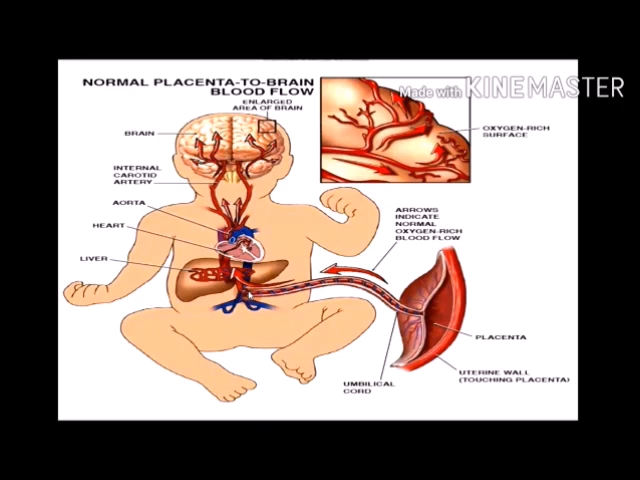 NORMAL PLACENTA-TO-BRAIN
BLOOD FLOW
Made with KINEMASTER
ENLARGED
AREA OF BRAIN
BRAIN
OXYGEN-RICH
SURFACE
INTERNAL
CAROTID
ARTERY
AORTA
ARROWS
INDICATE
NORMAL
OXYGEN-RICH
BLOOD FLOW
HEART
LIVER
PLACENTA
UTERINE WALL
(TOUCHING PLACENTA)
UMBILICAL
CORD